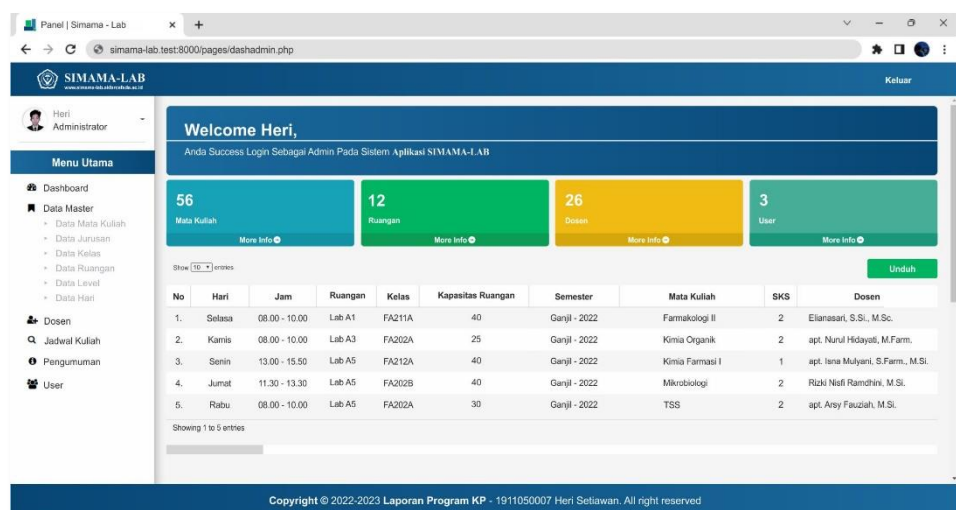 Panel | Simama - Lab
simama-lab.test:8000/pages/dashadmin.php
SIMAMA-LAB
Keluar
Heri
Administrator
Menu Utama
Dashboard
Data Master
Data Mata Kuliah
Data Jurusan
Data Kelas
Data Ruangan
Data Level
Data Hari
Dosen
Jadwal Kuliah
Pengumuman
User
Welcome Heri,
Anda Success Login Sebagai Admin Pada Sistem Aplikasi SIMAMA-LAB
56
Mata Kuliah
More Info
12
Ruangan
More Info
26
Dosen
More Info
3
User
More Info
Show 10 entries
Unduh
No Hari Jam Ruangan Kelas Kapasitas Ruangan Semester Mata Kuliah SKS Dosen
1. Selasa 08.00 - 10.00 Lab A1 FA211A 40 Ganjil - 2022 Farmakologi II 2 Elianasari, S.Si., M.Sc.
2. Kamis 08.00 - 10.00 Lab A3 FA202A 25 Ganjil - 2022 Kimia Organik 2 apt. Nurul Hidayati, M.Farm.
3. Senin 13.00 - 15.50 Lab A5 FA212A 40 Ganjil - 2022 Kimia Farmasi I 1 apt. Isna Mulyani, S.Farm., M.Si.
4. Jumat 11.30 - 13.30 Lab A5 FA202B 40 Ganjil - 2022 Mikrobiologi 2 Rizki Nisfi Ramdhini, M.Si.
5. Rabu 08.00 - 10.00 Lab A5 FA202A 30 Ganjil - 2022 TSS 2 apt. Arsy Fauziah, M.Si.
Showing 1 to 5 entries
Copyright © 2022-2023 Laporan Program KP - 1911050007 Heri Setiawan. All right reserved